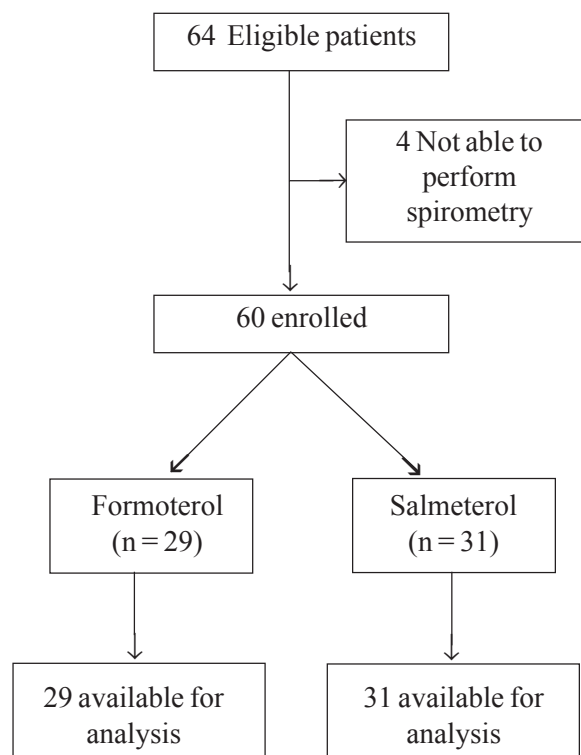 64 Eligible patients
4 Not able to
perform
spirometry
60 enrolled
Formoterol
(n = 29)
Salmeterol
(n = 31)
29 available for
analysis
31 available for
analysis